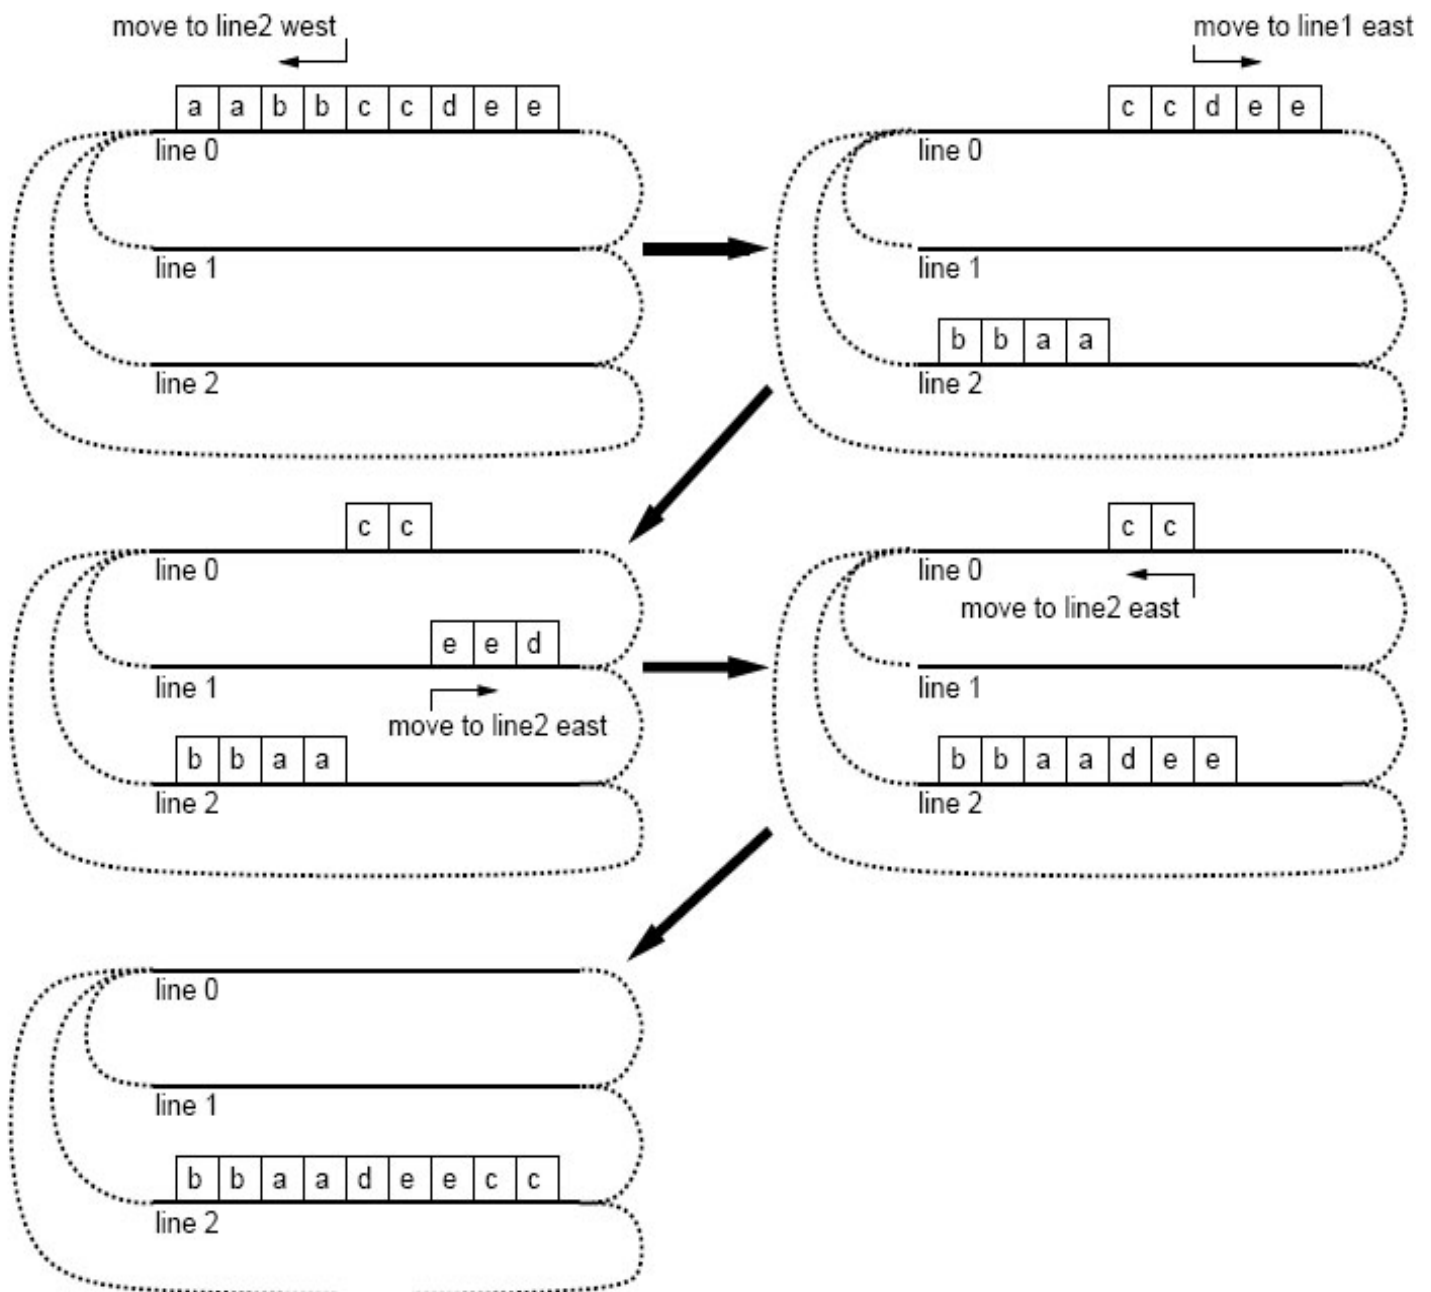 move to line2 west
a a b b c c d e e
line 0
line 1
line 2
move to line1 east
c c d e e
line 0
line 1
b b a a
line 2
c c
line 0
e e d
line 1
move to line2 east
b b a a
line 2
c c
line 0
move to line2 east
line 1
b b a a d e e
line 2
line 0
line 1
b b a a d e e c c
line 2